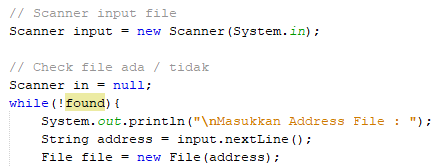 // Scanner input file
Scanner input = new Scanner(System.in);
// Check file ada / tidak
Scanner in = null;
while(!found){
System.out.println("\nMasukkan Address File : ");
String address = input.nextLine();
File file = new File(address);